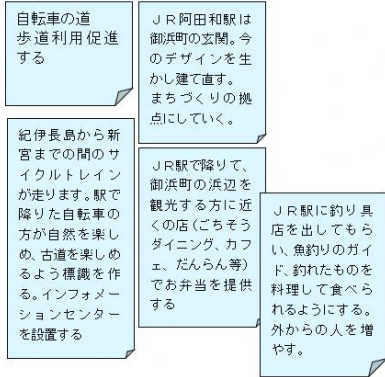 自転車の道
歩道利用促進
する
ＪＲ阿田和駅は
御浜町の玄関。今
のデザインを生
かし建て直す。
まちづくりの拠
点にしていく。
紀伊長島から新
宮までの間のサ
イクルトレイン
が走ります。駅で
降りた自転車の
方が自然を楽し
め、古道を楽しめ
るよう標識を作
る。インフォメー
ションセンター
を設置する
ＪＲ駅で降りて、
御浜町の浜辺を
観光する方に近
くの店（ごちそう
ダイニング、カフ
ェ、だんらん等）
でお弁当を提供
する
ＪＲ駅に釣り具
店を出してもら
い、魚釣りのガイ
ド、釣れたものを
料理して食べら
れるようにする。
外からの人を増
やす。